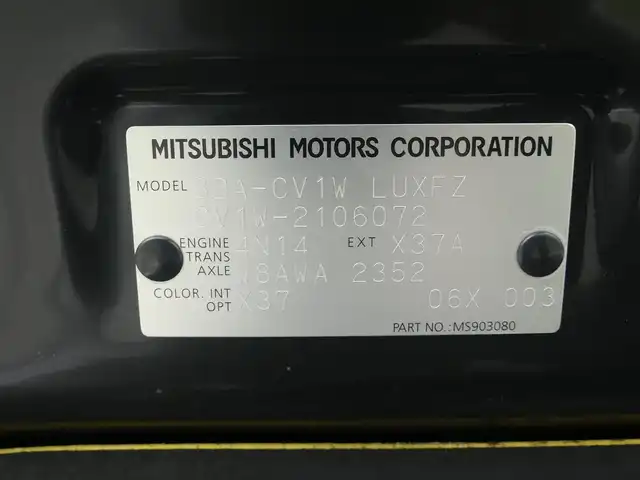 MITSUBISHI MOTORS CORPORATION
MODEL 3DA-CV1W LUXFZ
CV1W-2106072
ENGINE 4N14 EXT X37A
TRANS
AXLE W8AWA 2352
COLOR. INT X37 06X 003
OPT
PART NO.:MS903080